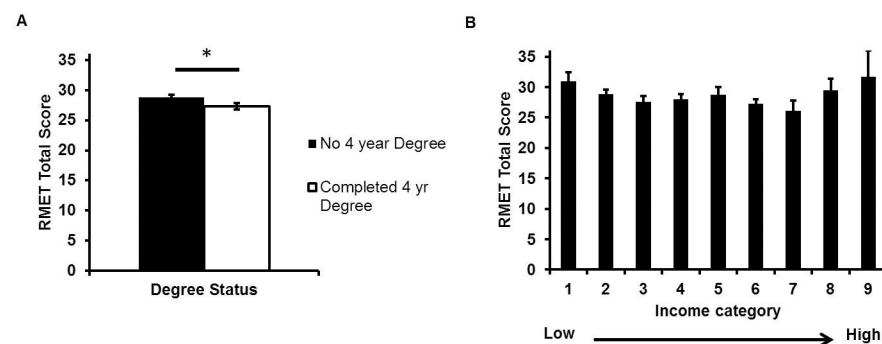 A
*
35
30
25
20
15
10
5
0
RMET Total Score
Degree Status
No 4 year Degree
Completed 4 yr
Degree
B
35
30
25
20
15
10
5
0
RMET Total Score
1 2 3 4 5 6 7 8 9
Income category
Low High